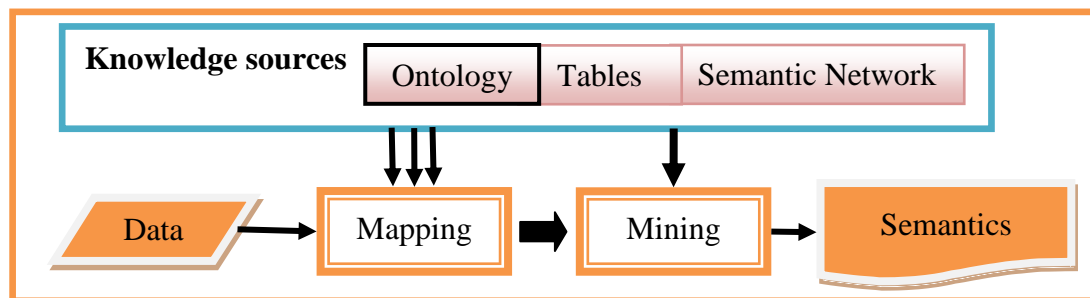 Knowledge sources
Ontology Tables Semantic Network
Data Mapping Mining Semantics